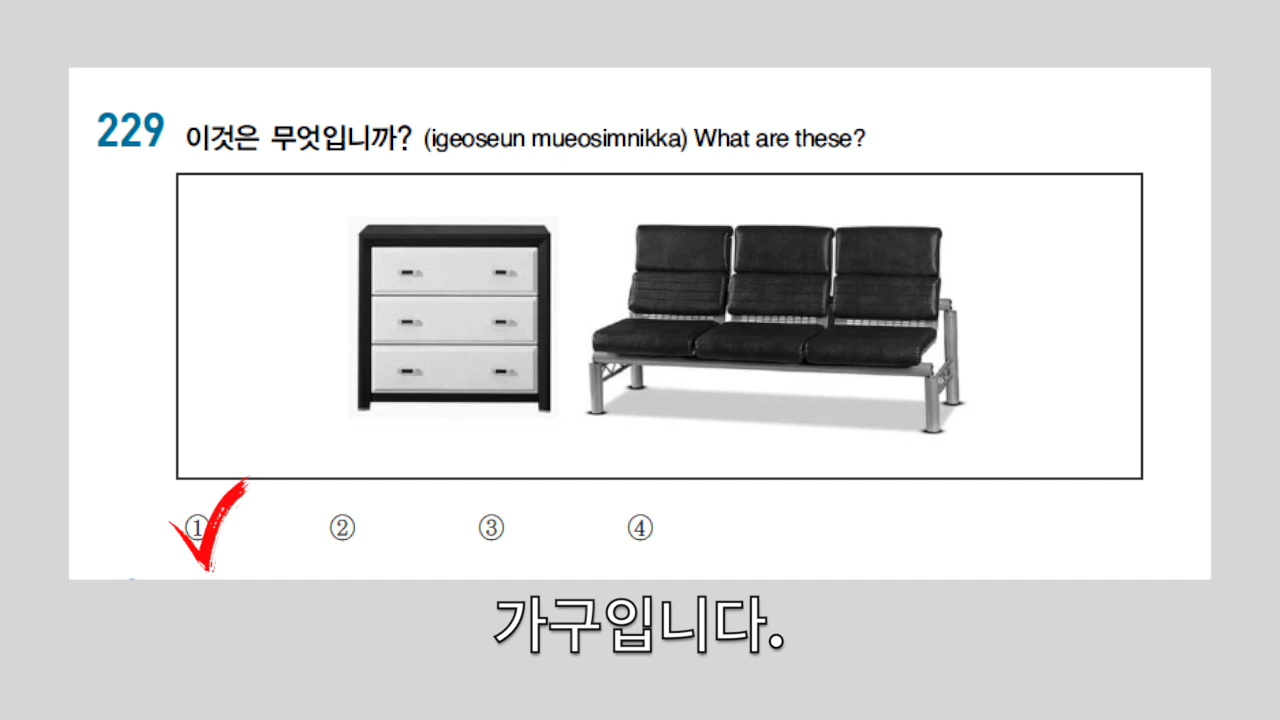 229 이것은 무엇입니까? (igeoseun mueosimnikka) What are these?
① ② ③ ④
가구입니다.